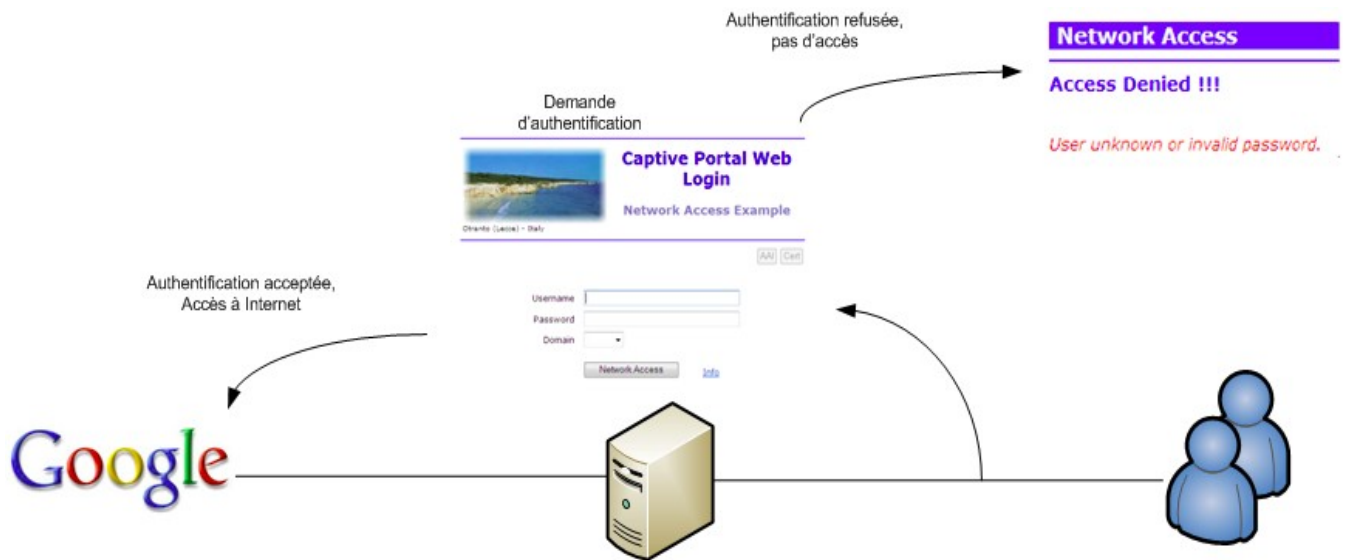 Authentification refusée,
pas d'accès
Network Access
Access Denied !!!
User unknown or invalid password.
Demande
d'authentification
Captive Portal Web
Login
Network Access Example
Otranto (Lecce) - Italy
AAI Cert
Authentification acceptée,
Accès à Internet
Username
Password
Domain
Network Access Info
Google